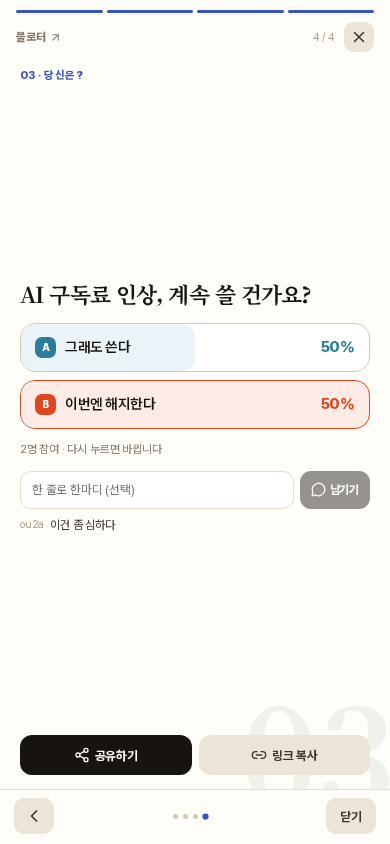 블로터
4 / 4
03 · 당신은?
AI 구독료 인상, 계속 쓸 건가요?
A 그래도 쓴다 50%
B 이번엔 해지한다 50%
2명 참여 · 다시 누르면 바뀝니다
한 줄로 한마디 (선택) 남기기
ou2a 이건 좀 심하다
03
공유하기 링크 복사
닫기